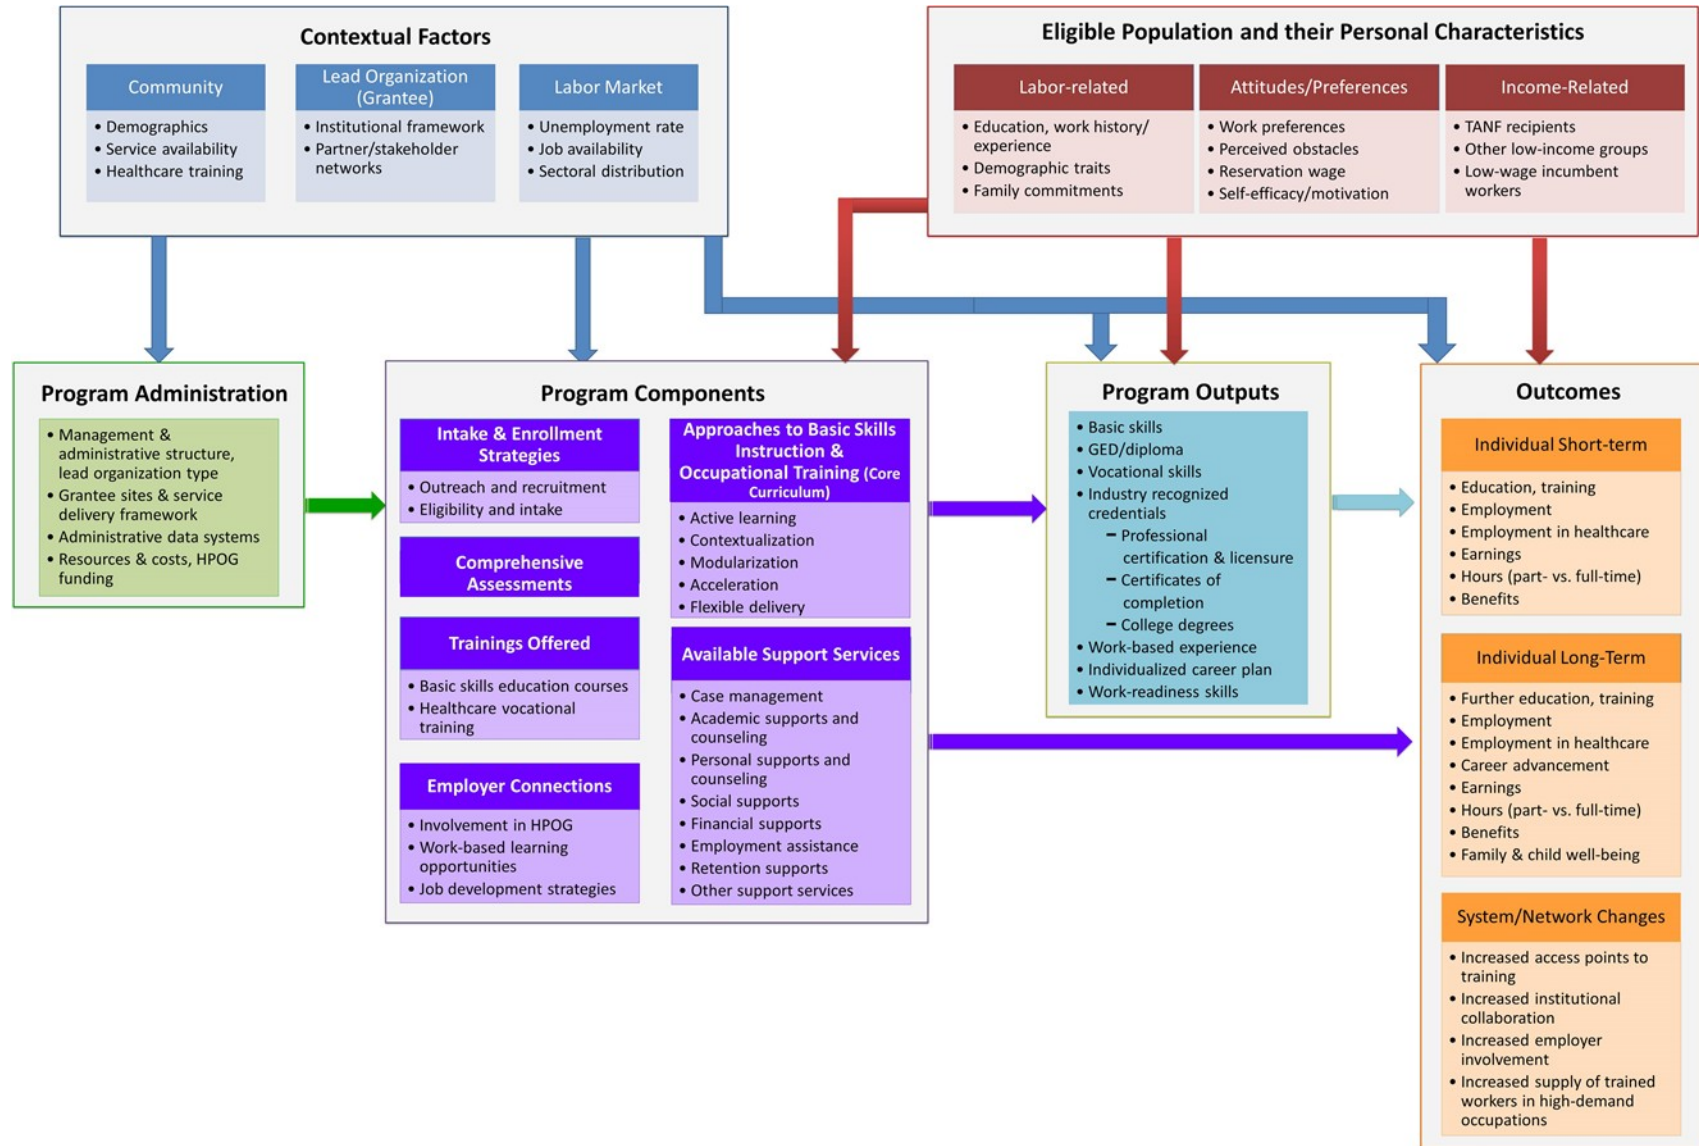 Contextual Factors
Community
• Demographics
• Service availability
• Healthcare training
Lead Organization
(Grantee)
• Institutional framework
• Partner/stakeholder
networks
Labor Market
• Unemployment rate
• Job availability
• Sectoral distribution
Eligible Population and their Personal Characteristics
Labor-related
• Education, work history/
experience
• Demographic traits
• Family commitments
Attitudes/Preferences
• Work preferences
• Perceived obstacles
• Reservation wage
• Self-efficacy/motivation
Income-Related
• TANF recipients
• Other low-income groups
• Low-wage incumbent
workers
Program Administration
• Management &
administrative structure,
lead organization type
• Grantee sites & service
delivery framework
• Administrative data systems
• Resources & costs, HPOG
funding
Program Components
Intake & Enrollment
Strategies
• Outreach and recruitment
• Eligibility and intake
Comprehensive
Assessments
Trainings Offered
• Basic skills education courses
• Healthcare vocational
training
Employer Connections
• Involvement in HPOG
• Work-based learning
opportunities
• Job development strategies
Approaches to Basic Skills
Instruction &
Occupational Training (Core
Curriculum)
• Active learning
• Contextualization
• Modularization
• Acceleration
• Flexible delivery
Available Support Services
• Case management
• Academic supports and
counseling
• Personal supports and
counseling
• Social supports
• Financial supports
• Employment assistance
• Retention supports
• Other support services
Program Outputs
• Basic skills
• GED/diploma
• Vocational skills
• Industry recognized
credentials
– Professional
certification & licensure
– Certificates of
completion
– College degrees
• Work-based experience
• Individualized career plan
• Work-readiness skills
Outcomes
Individual Short-term
• Education, training
• Employment
• Employment in healthcare
• Earnings
• Hours (part- vs. full-time)
• Benefits
Individual Long-Term
• Further education, training
• Employment
• Employment in healthcare
• Career advancement
• Earnings
• Hours (part- vs. full-time)
• Benefits
• Family & child well-being
System/Network Changes
• Increased access points to
training
• Increased institutional
collaboration
• Increased employer
involvement
• Increased supply of trained
workers in high-demand
occupations